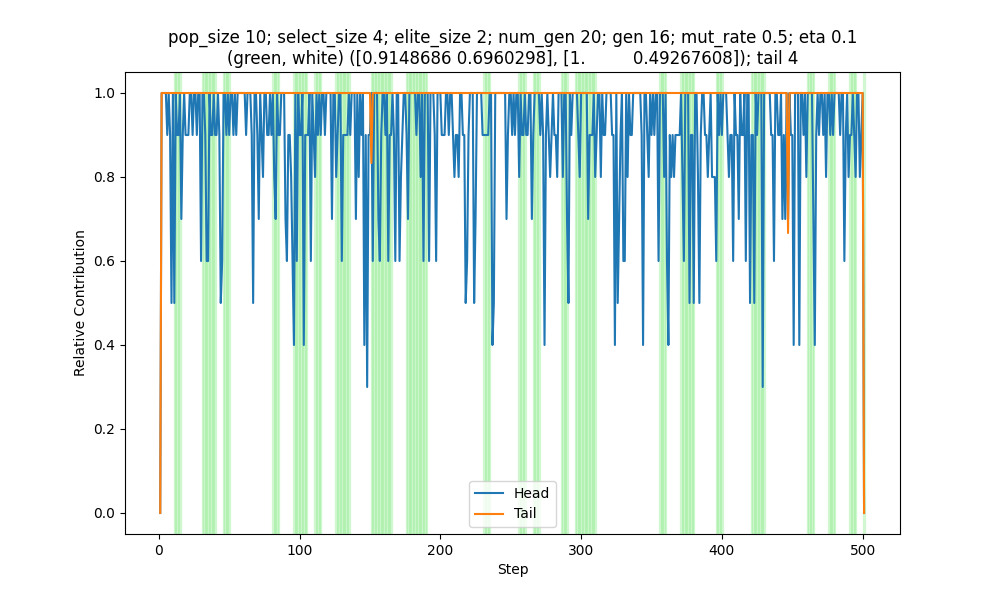 pop_size 10; select_size 4; elite_size 2; num_gen 20; gen 16; mut_rate 0.5; eta 0.1
(green, white) ([0.9148686 0.6960298], [1.         0.49267608]); tail 4
1.0
0.8
0.6
0.4
0.2
0.0
Relative Contribution
Head
Tail
0 100 200 300 400 500
Step